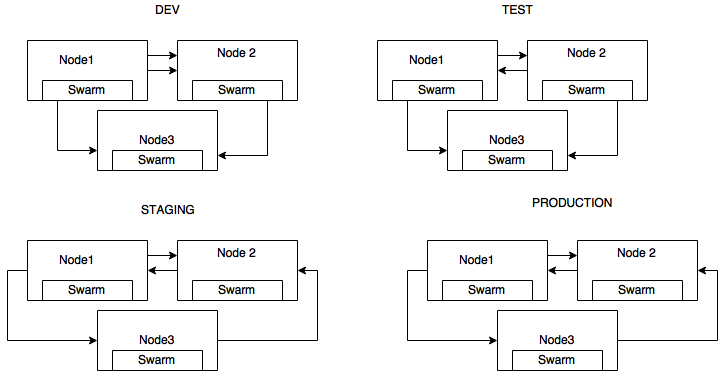 DEV
Node1
Node 2
Swarm
Swarm
Node3
Swarm
TEST
Node1
Node 2
Swarm
Swarm
Node3
Swarm
STAGING
Node1
Node 2
Swarm
Swarm
Node3
Swarm
PRODUCTION
Node1
Node 2
Swarm
Swarm
Node3
Swarm